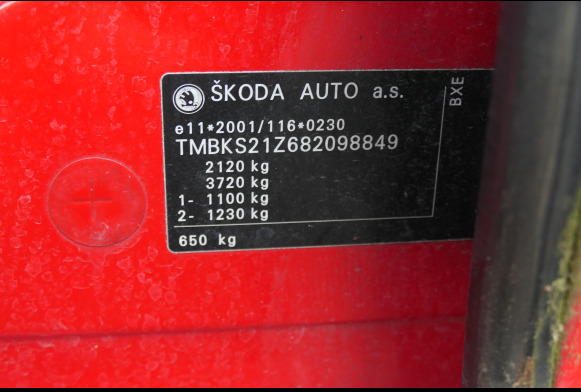 ŠKODA AUTO a.s.
BXE
e11*2001/116*0230
TMBKS21Z682098849
2120 kg
3720 kg
1- 1100 kg
2- 1230 kg
650 kg